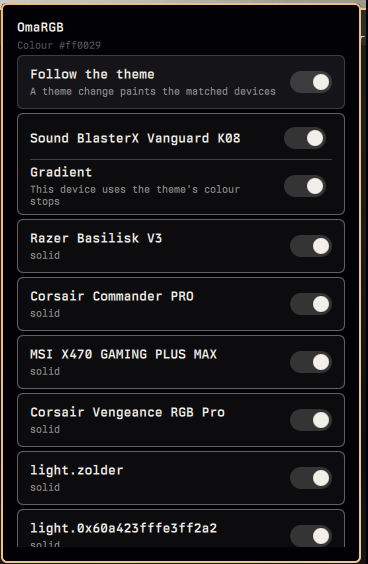 OmaRGB
Colour #ff0029
Follow the theme
A theme change paints the matched devices
Sound BlasterX Vanguard K08
Gradient
This device uses the theme's colour
stops
Razer Basilisk V3
solid
Corsair Commander PRO
solid
MSI X470 GAMING PLUS MAX
solid
Corsair Vengeance RGB Pro
solid
light.zolder
solid
light.0x60a423fffe3ff2a2
solid